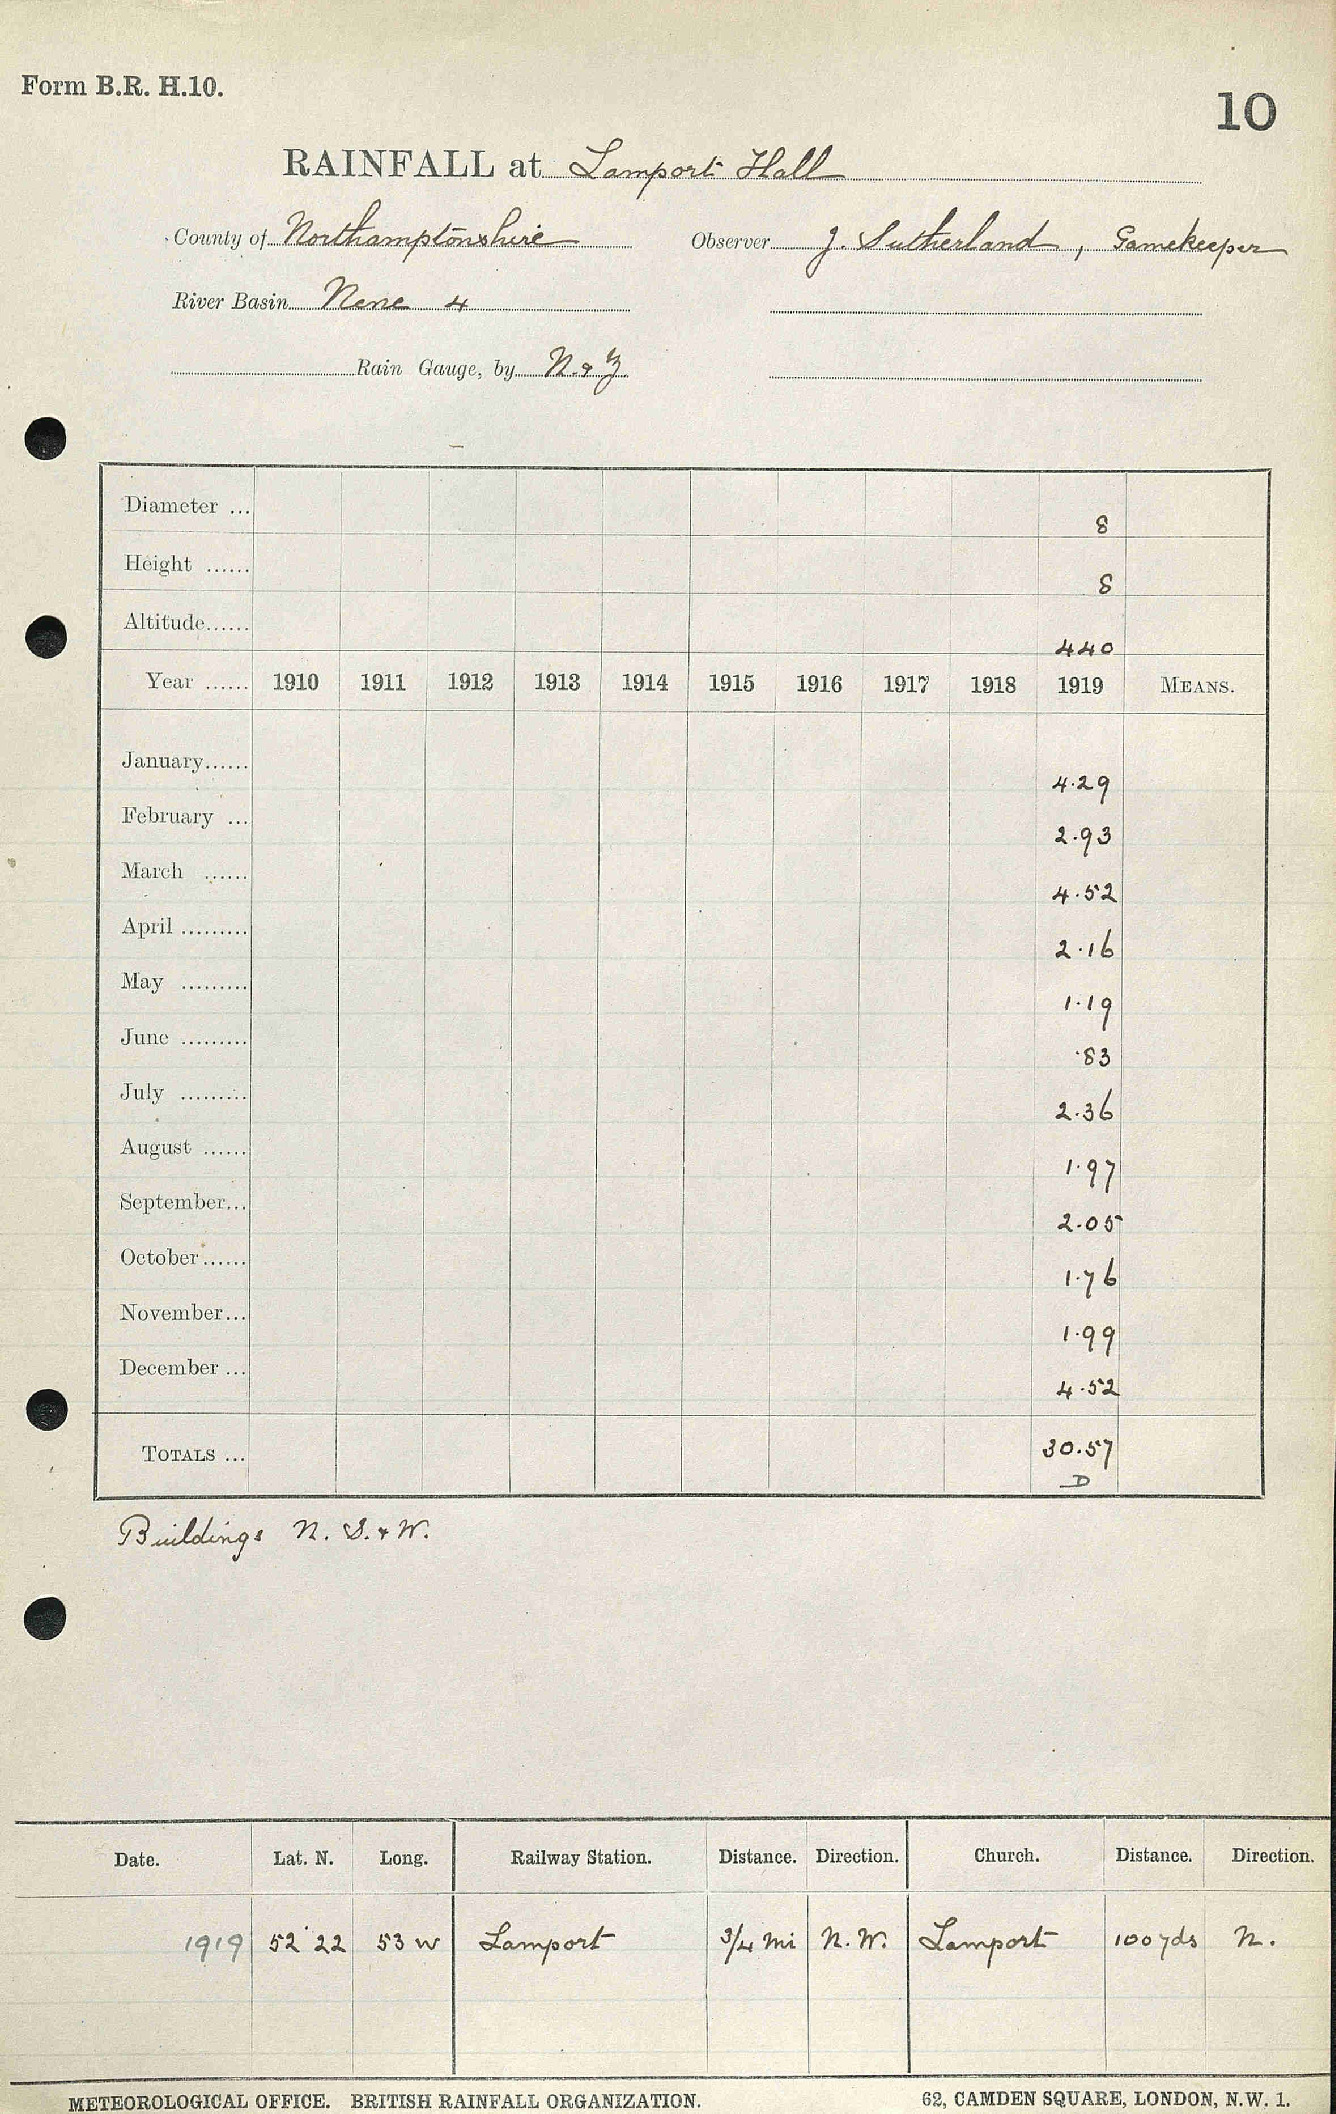 Form B.R. H.10.
10
RAINFALL at Lamport Hall
County of Northamptonshire Observer J. Sutherland, Gamekeeper
River Basin Nene 4
Rain Gauge, by N. & Z.
Diameter ... 8
Height ...... 8
Altitude...... 440
Year ...... 1910 1911 1912 1913 1914 1915 1916 1917 1918 1919 MEANS.
January...... 4.29
February ... 2.93
March ...... 4.52
April ......... 2.16
May ......... 1.19
June ......... .83
July ......... 2.36
August ...... 1.97
September... 2.05
October...... 1.76
November... 1.99
December ... 4.52
TOTALS ... 30.57
D
Buildings N. S. & W.
Date. Lat. N. Long. Railway Station. Distance. Direction. Church. Distance. Direction.
1919 52° 22 53 W Lamport 3/4 mi N.W. Lamport 100 yds N.
METEOROLOGICAL OFFICE. BRITISH RAINFALL ORGANIZATION. 62, CAMDEN SQUARE, LONDON, N.W. 1.